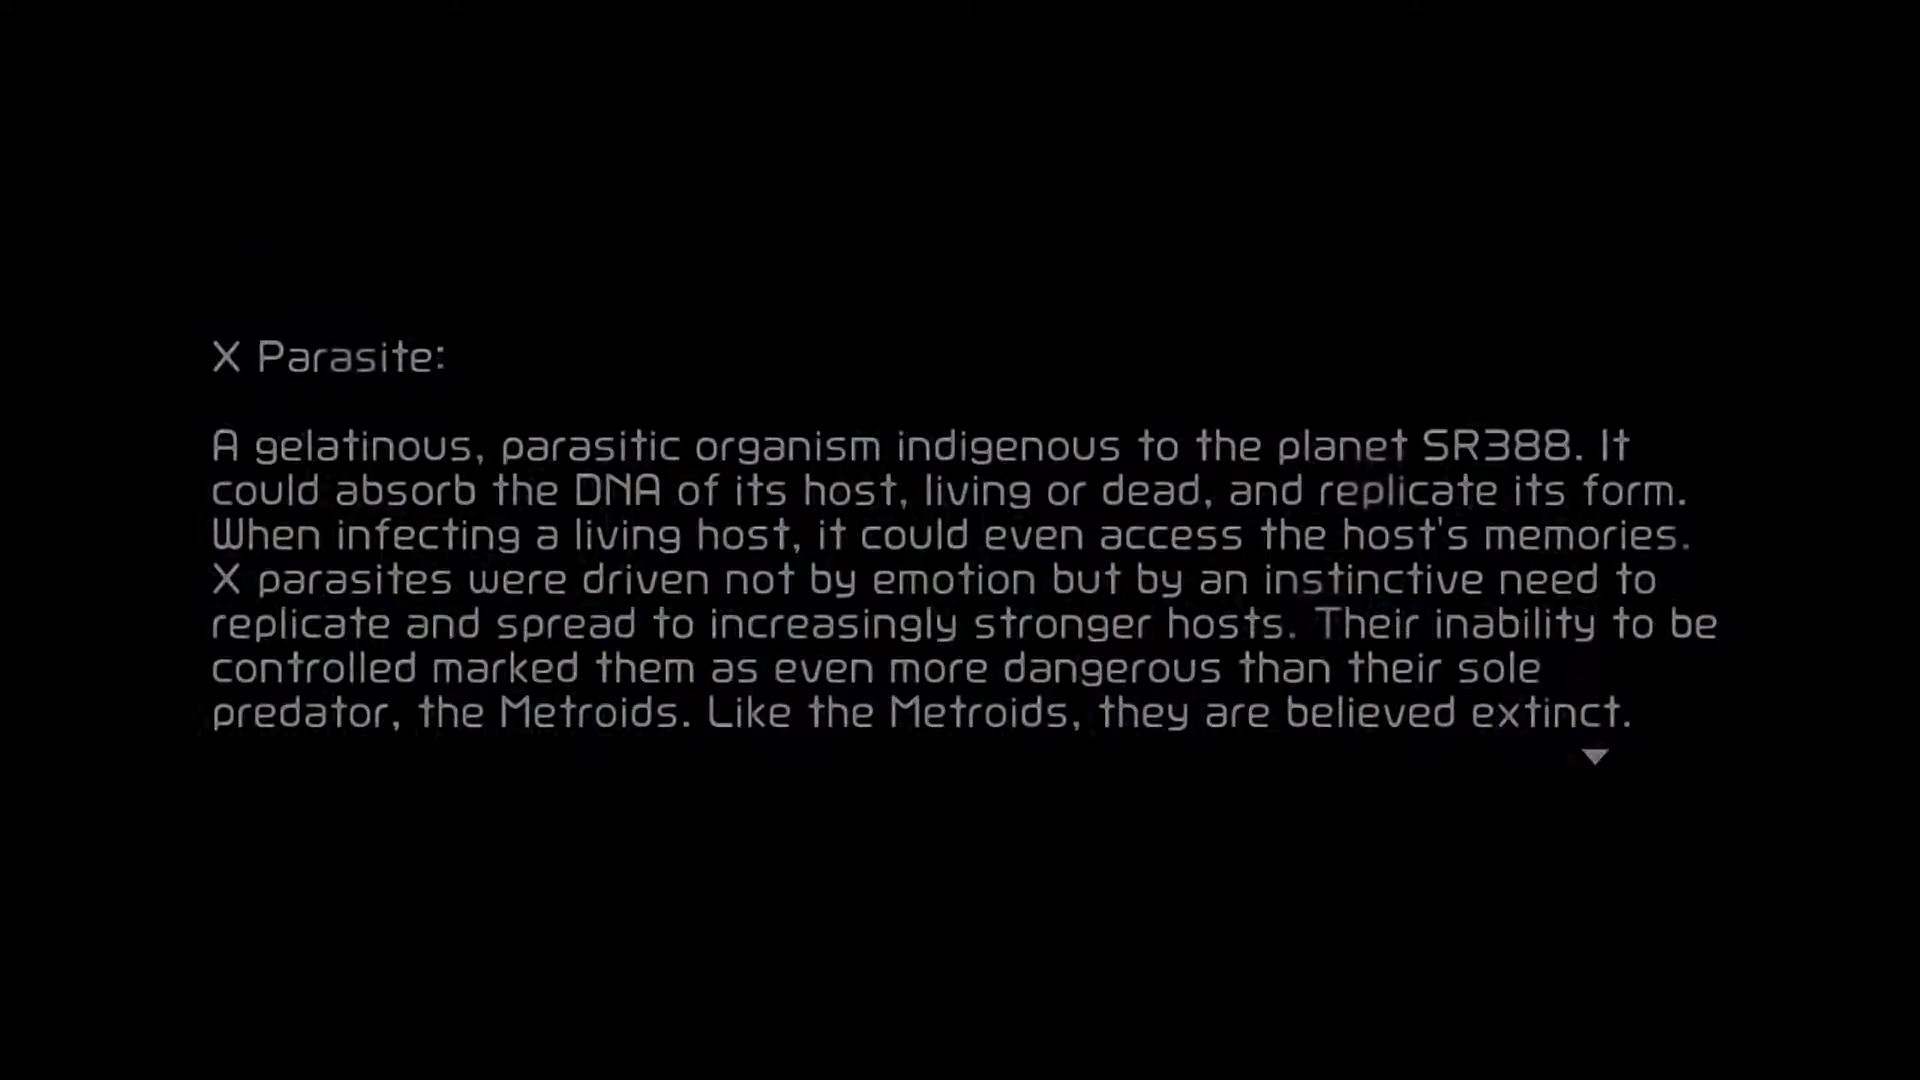 X Parasite:
A gelatinous, parasitic organism indigenous to the planet SR388. It
could absorb the DNA of its host, living or dead, and replicate its form.
When infecting a living host, it could even access the host's memories.
X parasites were driven not by emotion but by an instinctive need to
replicate and spread to increasingly stronger hosts. Their inability to be
controlled marked them as even more dangerous than their sole
predator, the Metroids. Like the Metroids, they are believed extinct.